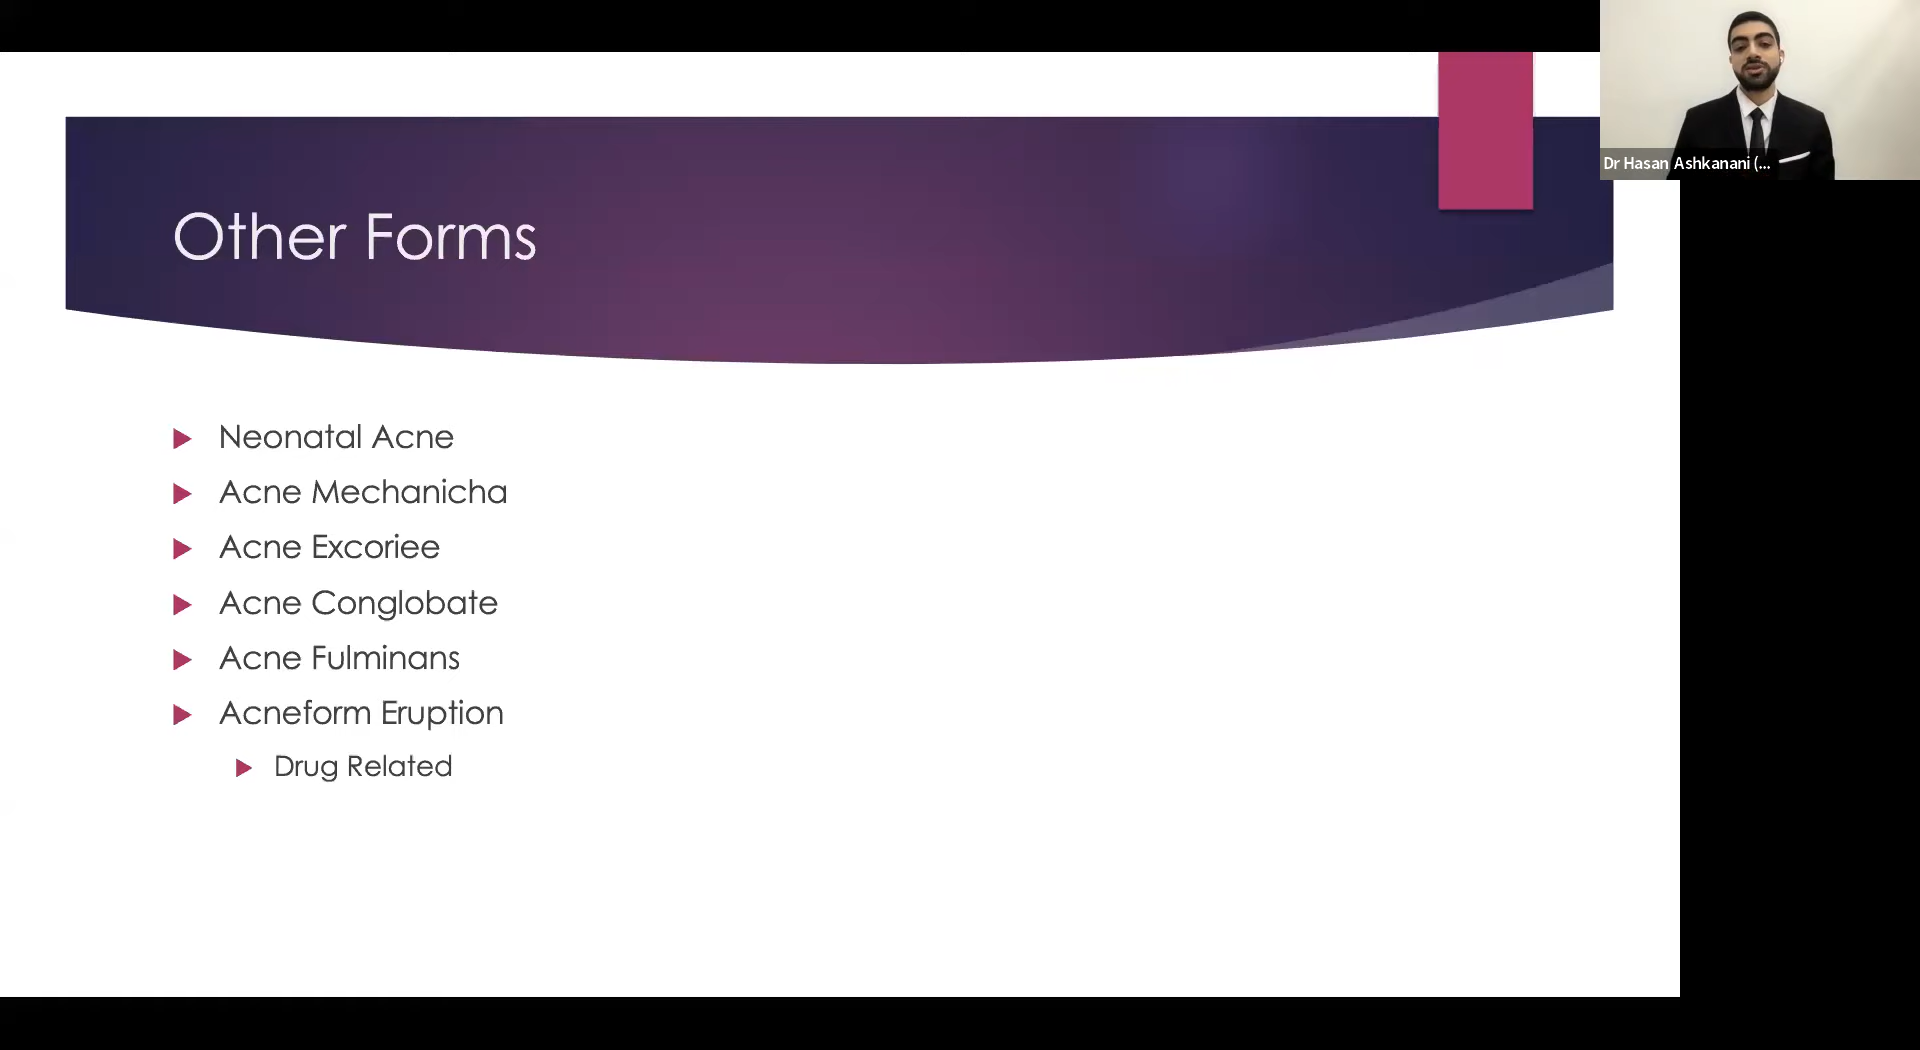 Other Forms
Neonatal Acne
Acne Mechanicha
Acne Excoriee
Acne Conglobate
Acne Fulminans
Acneform Eruption
Drug Related
Dr Hasan Ashkanani (...